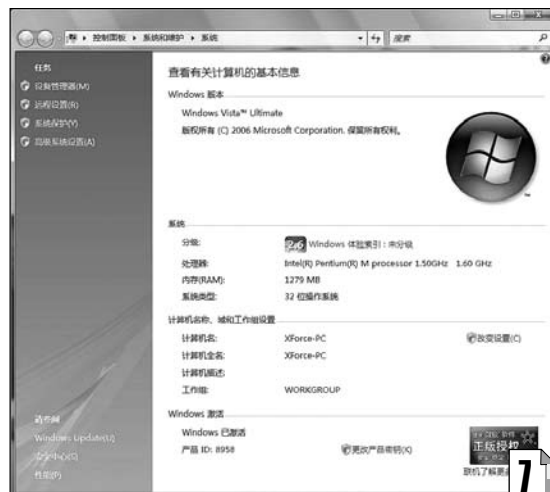 控制面板 ▸ 系统和维护 ▸ 系统
搜索
任务
设备管理器(M)
远程设置(R)
系统保护(Y)
高级系统设置(A)
查看有关计算机的基本信息
Windows 版本
Windows Vista™ Ultimate
版权所有 (C) 2006 Microsoft Corporation. 保留所有权利。
系统
分级:
Windows 体验索引：未分级
处理器:
Intel(R) Pentium(R) M processor 1.50GHz 1.60 GHz
内存(RAM):
1279 MB
系统类型:
32 位操作系统
计算机名称、域和工作组设置
计算机名:
XForce-PC
改变设置(C)
计算机全名:
XForce-PC
计算机描述:
工作组:
WORKGROUP
Windows 激活
Windows 已激活
产品 ID: 8958
更改产品密钥(K)
正版授权
联机了解更多
请参阅
Windows Update(U)
安全中心(S)
性能(P)
7